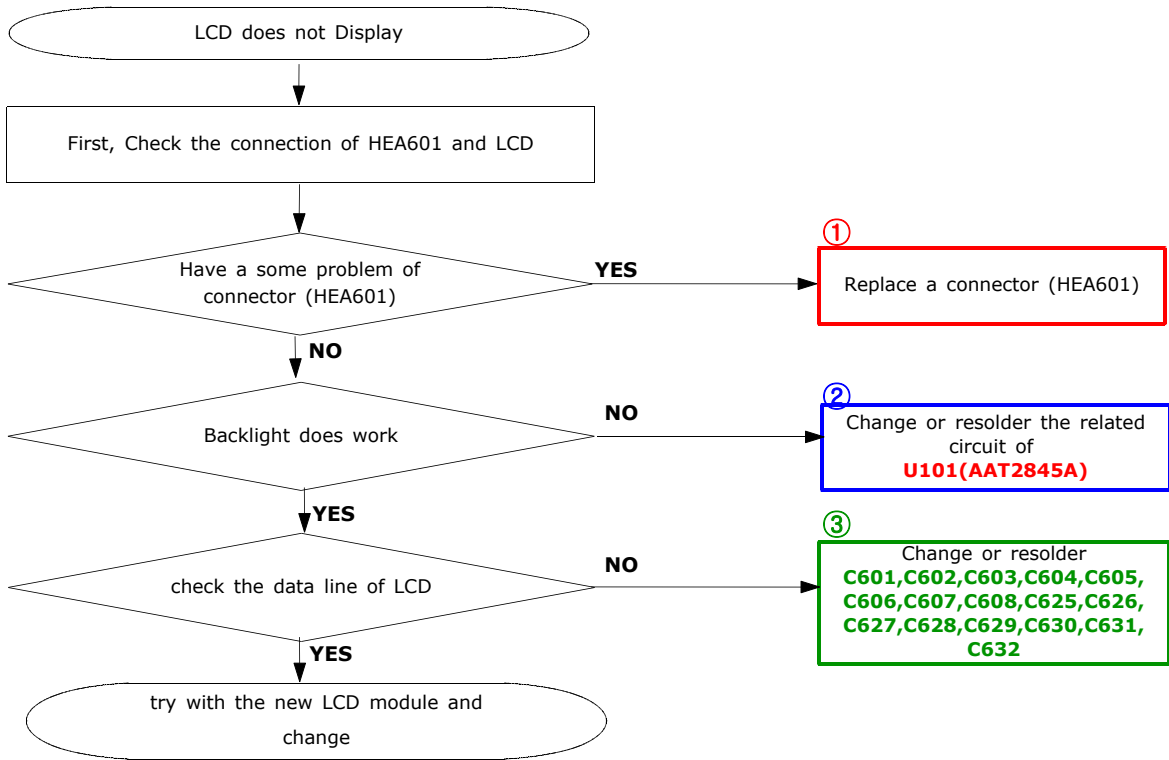 LCD does not Display
First, Check the connection of HEA601 and LCD
Have a some problem of
connector (HEA601)
YES
①
Replace a connector (HEA601)
NO
Backlight does work
NO
②
Change or resolder the related
circuit of
U101(AAT2845A)
YES
check the data line of LCD
NO
③
Change or resolder
C601,C602,C603,C604,C605,
C606,C607,C608,C625,C626,
C627,C628,C629,C630,C631,
C632
YES
try with the new LCD module and
change